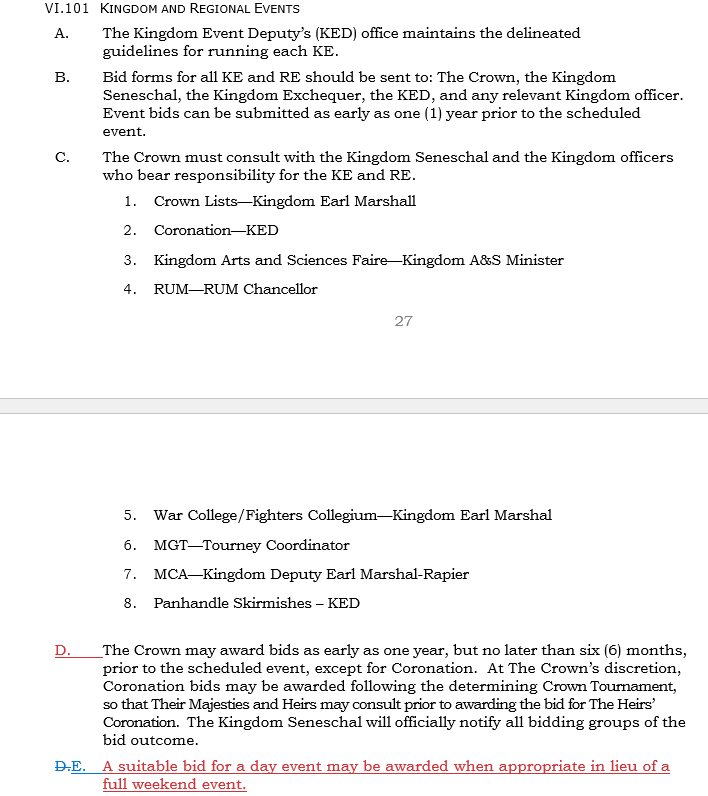 VI.101 KINGDOM AND REGIONAL EVENTS
A. The Kingdom Event Deputy's (KED) office maintains the delineated
guidelines for running each KE.
B. Bid forms for all KE and RE should be sent to: The Crown, the Kingdom
Seneschal, the Kingdom Exchequer, the KED, and any relevant Kingdom officer.
Event bids can be submitted as early as one (1) year prior to the scheduled
event.
C. The Crown must consult with the Kingdom Seneschal and the Kingdom officers
who bear responsibility for the KE and RE.
1. Crown Lists—Kingdom Earl Marshall
2. Coronation—KED
3. Kingdom Arts and Sciences Faire—Kingdom A&S Minister
4. RUM—RUM Chancellor
27
5. War College/Fighters Collegium—Kingdom Earl Marshal
6. MGT—Tourney Coordinator
7. MCA—Kingdom Deputy Earl Marshal-Rapier
8. Panhandle Skirmishes – KED
D. The Crown may award bids as early as one year, but no later than six (6) months,
prior to the scheduled event, except for Coronation. At The Crown's discretion,
Coronation bids may be awarded following the determining Crown Tournament,
so that Their Majesties and Heirs may consult prior to awarding the bid for The Heirs'
Coronation. The Kingdom Seneschal will officially notify all bidding groups of the
bid outcome.
D.E. A suitable bid for a day event may be awarded when appropriate in lieu of a
full weekend event.